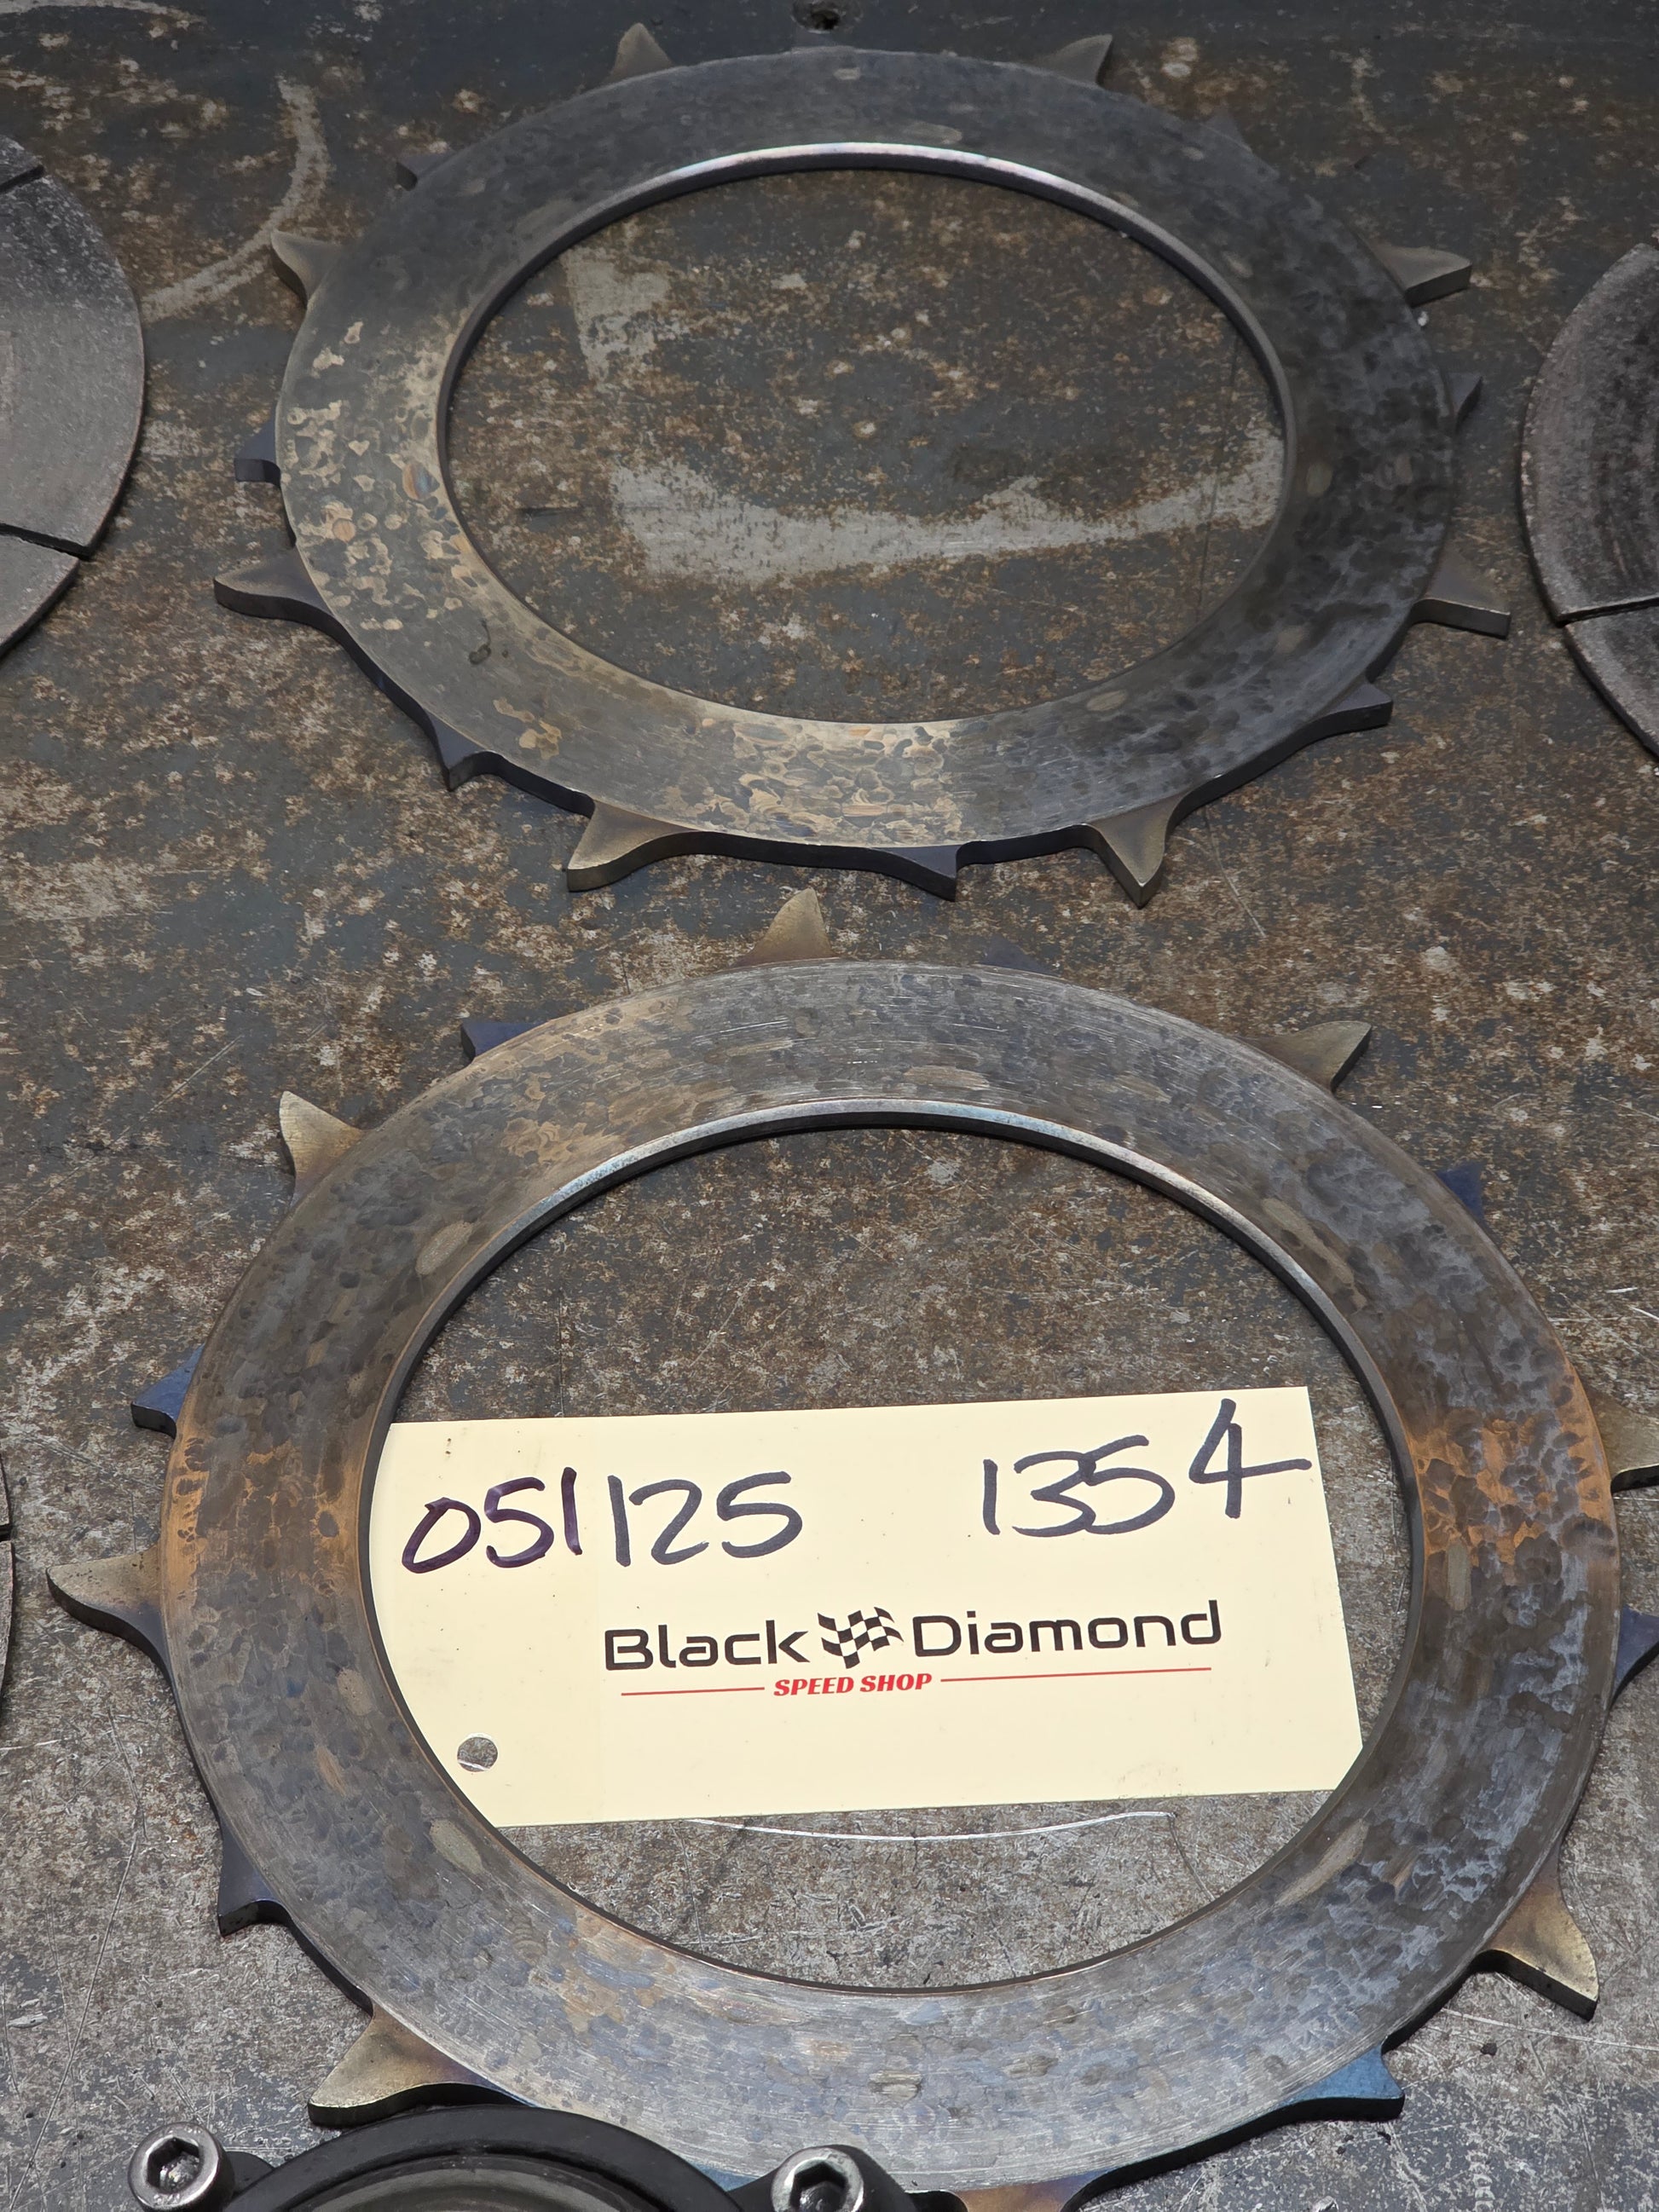 051125 1354
Black Diamond
SPEED SHOP